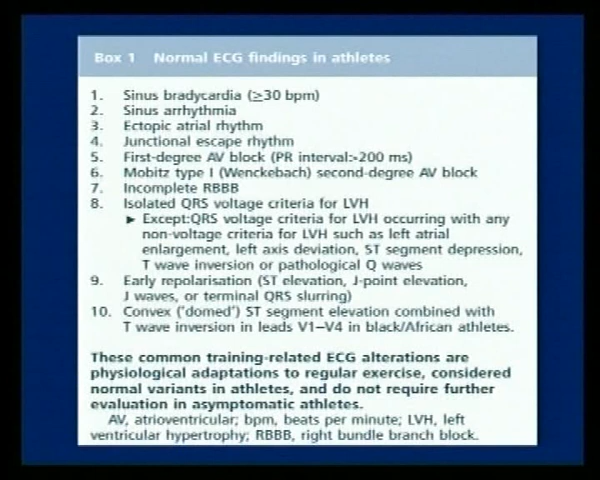 Box 1 Normal ECG findings in athletes
1. Sinus bradycardia (≥30 bpm)
2. Sinus arrhythmia
3. Ectopic atrial rhythm
4. Junctional escape rhythm
5. First-degree AV block (PR interval>200 ms)
6. Mobitz type I (Wenckebach) second-degree AV block
7. Incomplete RBBB
8. Isolated QRS voltage criteria for LVH
▶ Except:QRS voltage criteria for LVH occurring with any
non-voltage criteria for LVH such as left atrial
enlargement, left axis deviation, ST segment depression,
T wave inversion or pathological Q waves
9. Early repolarisation (ST elevation, J-point elevation,
J waves, or terminal QRS slurring)
10. Convex ('domed') ST segment elevation combined with
T wave inversion in leads V1–V4 in black/African athletes.
These common training-related ECG alterations are
physiological adaptations to regular exercise, considered
normal variants in athletes, and do not require further
evaluation in asymptomatic athletes.
AV, atrioventricular; bpm, beats per minute; LVH, left
ventricular hypertrophy; RBBB, right bundle branch block.